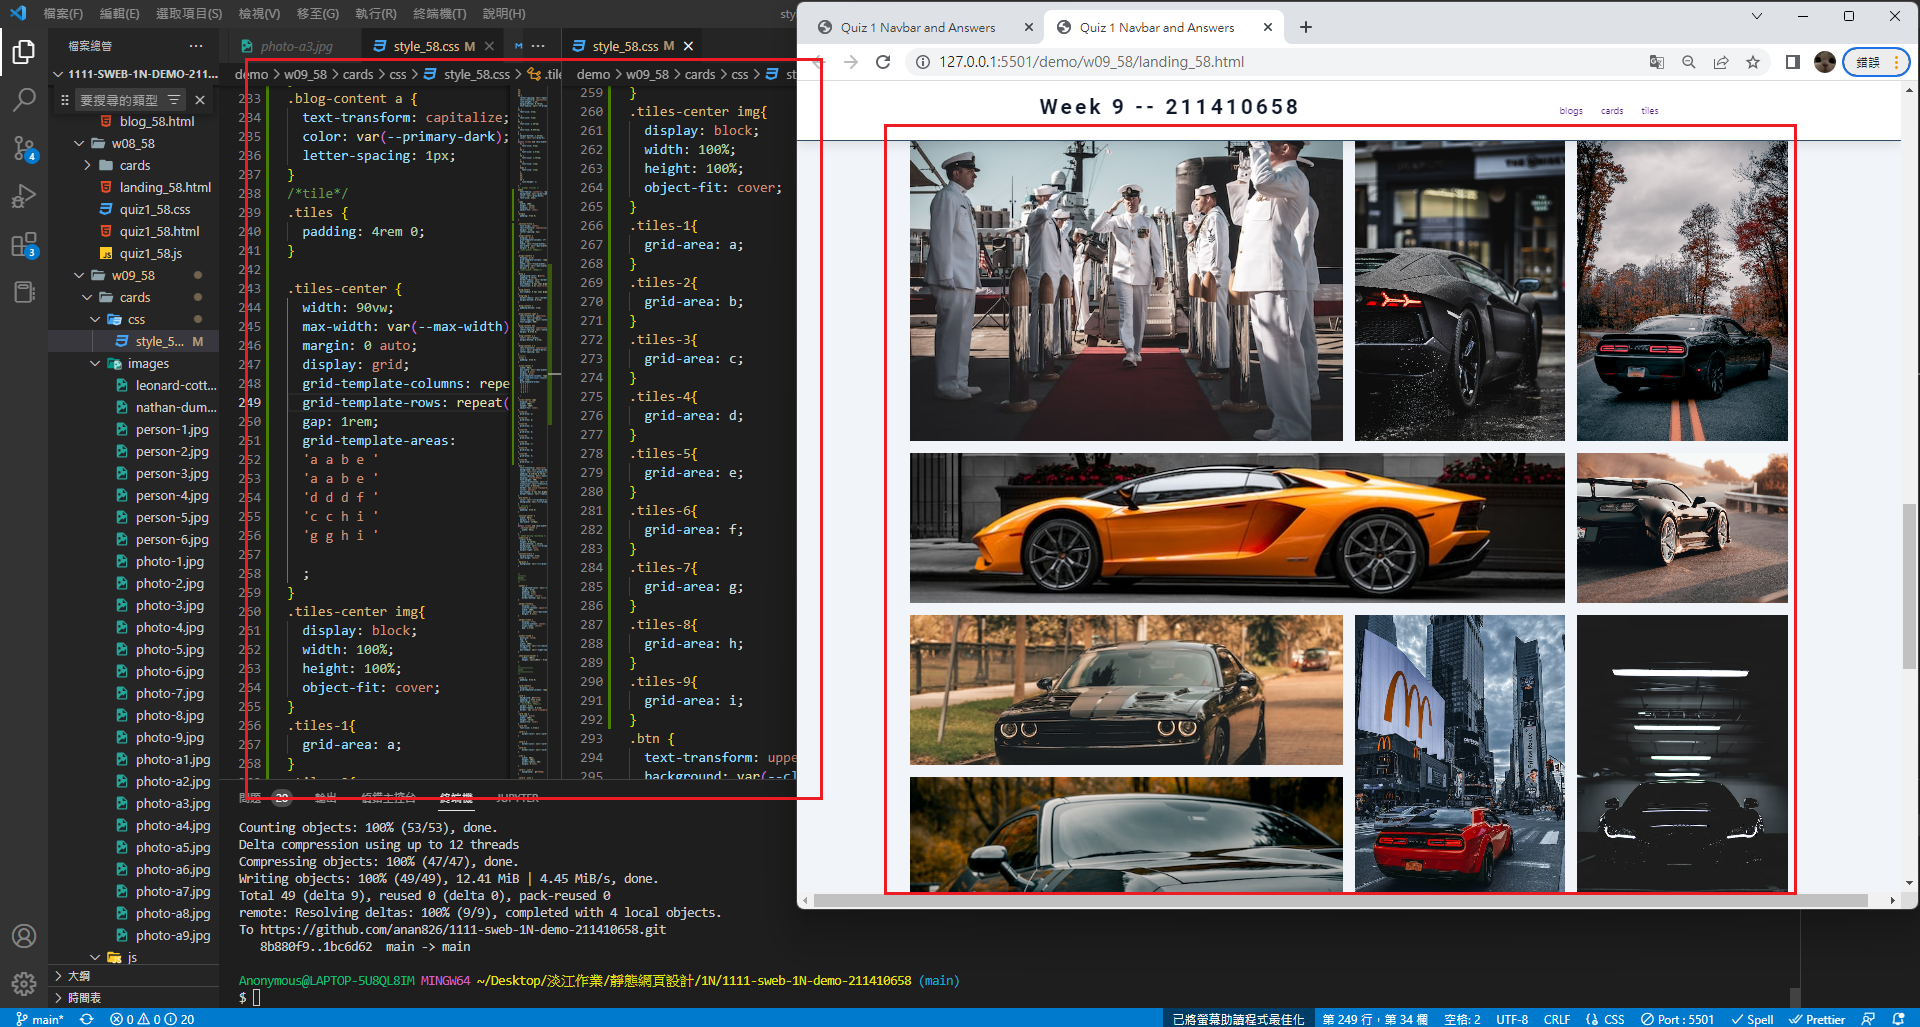 檔案(F) 編輯(E) 選取項目(S) 檢視(V) 移至(G) 執行(R) 終端機(T) 說明(H)
檔案總管
1111-SWEB-1N-DEMO-211...
要搜尋的類型
blog_58.html
w08_58
cards
landing_58.html
quiz1_58.css
quiz1_58.html
quiz1_58.js
w09_58
cards
css
style_5... M
images
leonard-cott...
nathan-dum...
person-1.jpg
person-2.jpg
person-3.jpg
person-4.jpg
person-5.jpg
person-6.jpg
photo-1.jpg
photo-2.jpg
photo-3.jpg
photo-4.jpg
photo-5.jpg
photo-6.jpg
photo-7.jpg
photo-8.jpg
photo-9.jpg
photo-a1.jpg
photo-a2.jpg
photo-a3.jpg
photo-a4.jpg
photo-a5.jpg
photo-a6.jpg
photo-a7.jpg
photo-a8.jpg
photo-a9.jpg
js
大綱
時間表
4
3
photo-a3.jpg
style_58.css M
demo > w09_58 > cards > css > style_58.css > .tile
233 .blog-content a {
234 text-transform: capitalize;
235 color: var(--primary-dark);
236 letter-spacing: 1px;
237 }
238 /*tile*/
239 .tiles {
240 padding: 4rem 0;
241 }
242
243 .tiles-center {
244 width: 90vw;
245 max-width: var(--max-width)
246 margin: 0 auto;
247 display: grid;
248 grid-template-columns: repe
249 grid-template-rows: repeat(
250 gap: 1rem;
251 grid-template-areas:
252 'a a b e '
253 'a a b e '
254 'd d d f '
255 'c c h i '
256 'g g h i '
257
258 ;
259 }
260 .tiles-center img{
261 display: block;
262 width: 100%;
263 height: 100%;
264 object-fit: cover;
265 }
266 .tiles-1{
267 grid-area: a;
268 }
style_58.css M
demo > w09_58 > cards > css > st
259 }
260 .tiles-center img{
261 display: block;
262 width: 100%;
263 height: 100%;
264 object-fit: cover;
265 }
266 .tiles-1{
267 grid-area: a;
268 }
269 .tiles-2{
270 grid-area: b;
271 }
272 .tiles-3{
273 grid-area: c;
274 }
275 .tiles-4{
276 grid-area: d;
277 }
278 .tiles-5{
279 grid-area: e;
280 }
281 .tiles-6{
282 grid-area: f;
283 }
284 .tiles-7{
285 grid-area: g;
286 }
287 .tiles-8{
288 grid-area: h;
289 }
290 .tiles-9{
291 grid-area: i;
292 }
293 .btn {
294 text-transform: uppe
295 background: var(--cl
問題 20 輸出 偵錯主控台 終端機 JUPYTER
Counting objects: 100% (53/53), done.
Delta compression using up to 12 threads
Compressing objects: 100% (47/47), done.
Writing objects: 100% (49/49), 12.41 MiB | 4.45 MiB/s, done.
Total 49 (delta 9), reused 0 (delta 0), pack-reused 0
remote: Resolving deltas: 100% (9/9), completed with 4 local objects.
To https://github.com/anan826/1111-sweb-1N-demo-211410658.git
8b880f9..1bc6d62 main -> main
Anonymous@LAPTOP-5U8QL8IM MINGW64 ~/Desktop/淡江作業/靜態網頁設計/1N/1111-sweb-1N-demo-211410658 (main)
$
main* 0 0 20
已將螢幕助讀程式最佳化 第 249 行，第 34 欄 空格: 2 UTF-8 CRLF CSS Port : 5501 Spell Prettier
Quiz 1 Navbar and Answers
Quiz 1 Navbar and Answers
127.0.0.1:5501/demo/w09_58/landing_58.html
錯誤
Week 9 -- 211410658
blogs cards tiles